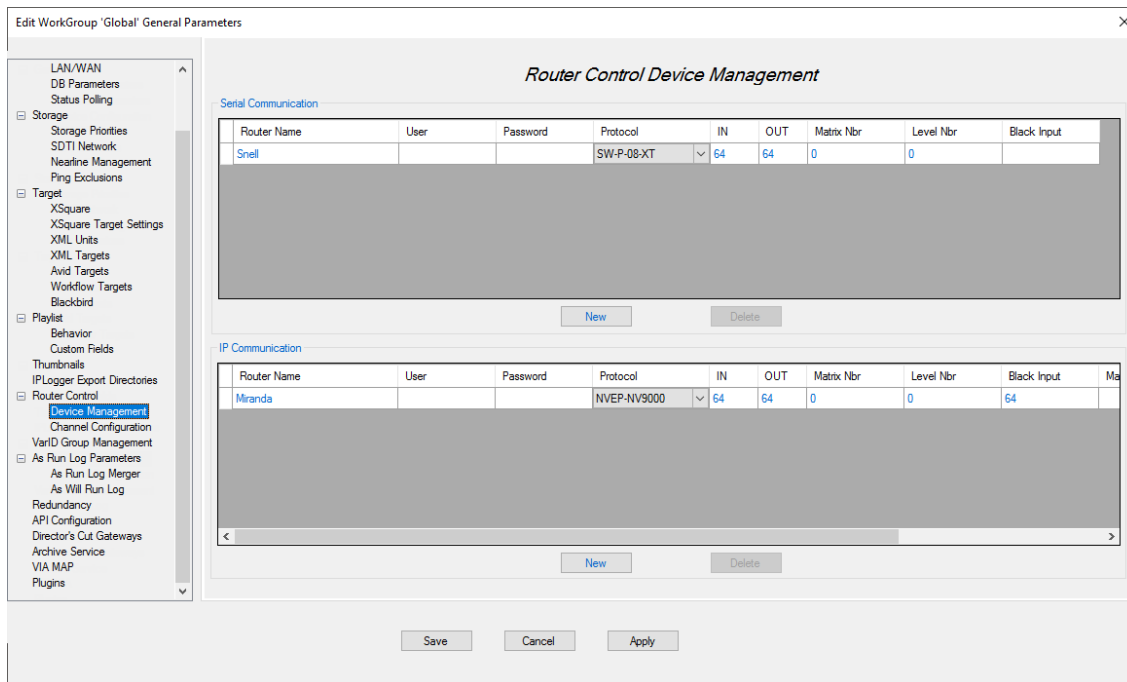 Edit WorkGroup 'Global' General Parameters
LAN/WAN
DB Parameters
Status Polling
Storage
Storage Priorities
SDTI Network
Nearline Management
Ping Exclusions
Target
XSquare
XSquare Target Settings
XML Units
XML Targets
Avid Targets
Workflow Targets
Blackbird
Playlist
Behavior
Custom Fields
Thumbnails
IPLogger Export Directories
Router Control
Device Management
Channel Configuration
VarID Group Management
As Run Log Parameters
As Run Log Merger
As Will Run Log
Redundancy
API Configuration
Director's Cut Gateways
Archive Service
VIA MAP
Plugins
Router Control Device Management
Serial Communication
Router Name User Password Protocol IN OUT Matrix Nbr Level Nbr Black Input
Snell SW-P-08-XT 64 64 0 0
New Delete
IP Communication
Router Name User Password Protocol IN OUT Matrix Nbr Level Nbr Black Input Ma
Miranda NVEP-NV9000 64 64 0 0 64
New Delete
Save Cancel Apply